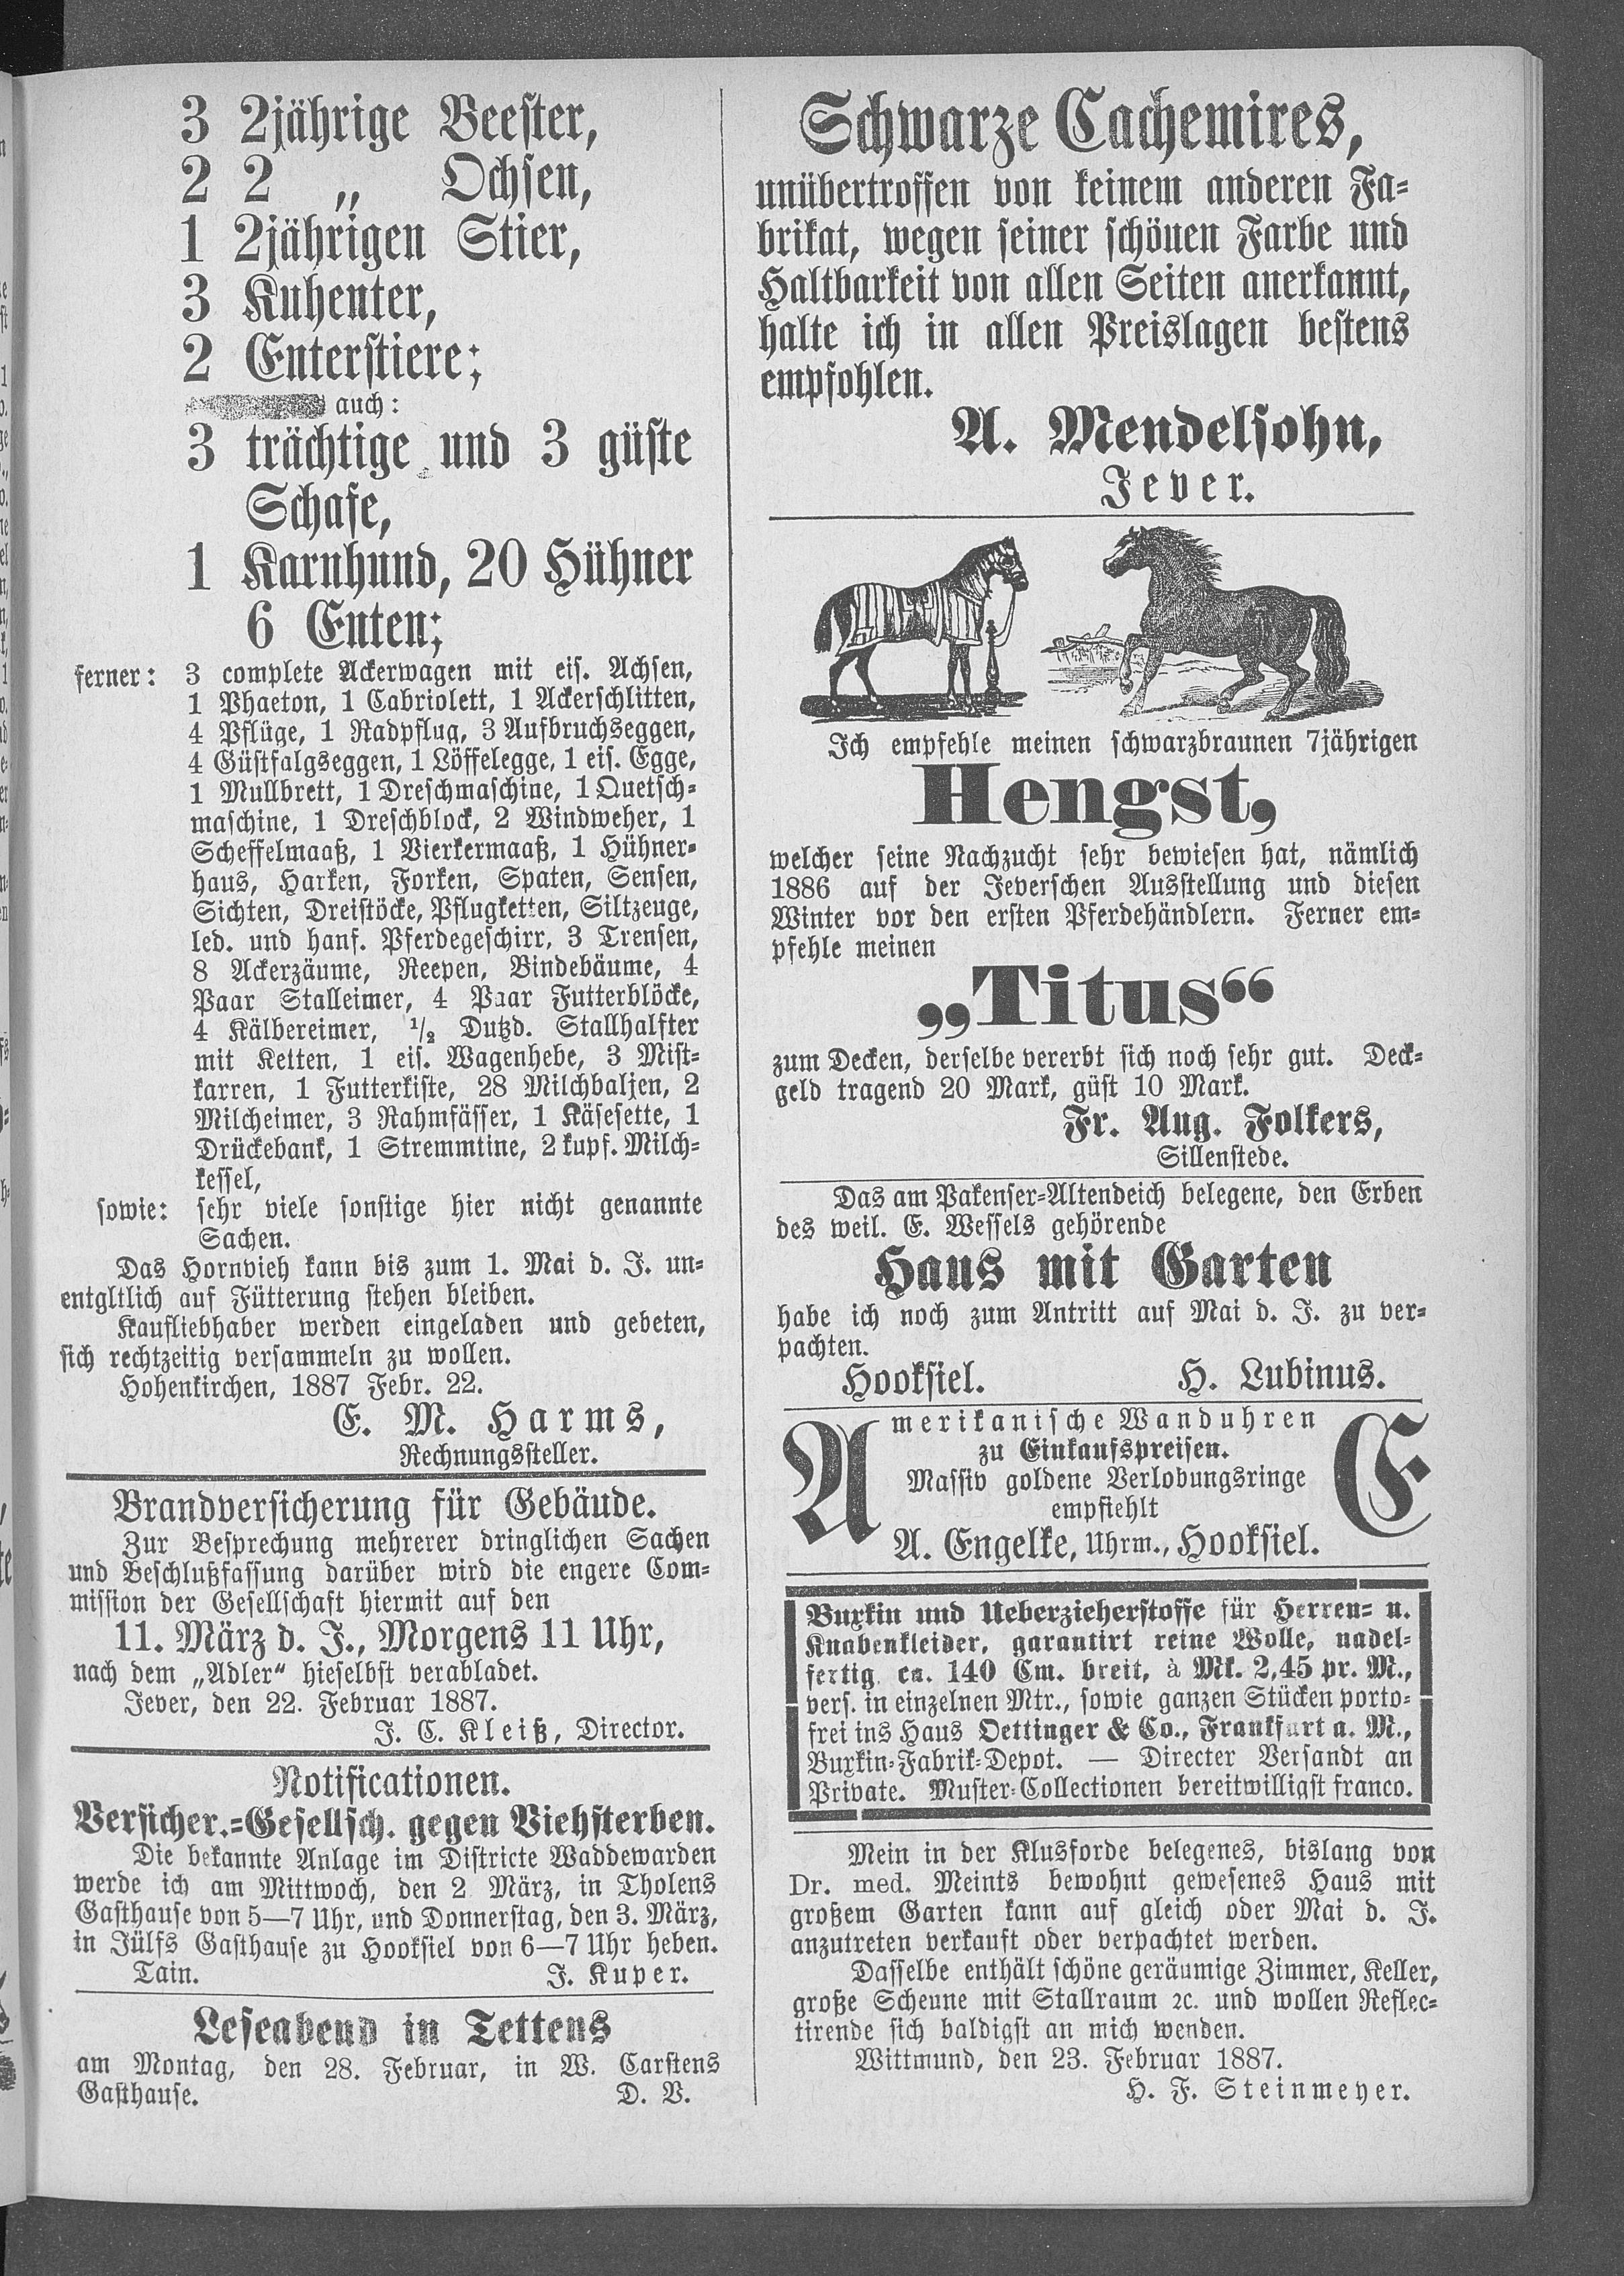 3 2jährige Beester,
2 2 „ Ochsen,
1 2jährigen Stier,
3 Kuhenter,
2 Enterstiere;
auch:
3 trächtige und 3 güste
Schafe,
1 Karnhund, 20 Hühner
6 Enten;
ferner: 3 complete Ackerwagen mit eis. Achsen,
1 Phaeton, 1 Cabriolett, 1 Ackerschlitten,
4 Pflüge, 1 Radpflug, 3 Aufbruchseggen,
4 Güstfalgseggen, 1 Löffelegge, 1 eis. Egge,
1 Mullbrett, 1 Dreschmaschine, 1 Quetsch-
maschine, 1 Dreschblock, 2 Windweher, 1
Scheffelmaaß, 1 Vierkermaaß, 1 Hühner-
haus, Harken, Forken, Spaten, Sensen,
Sichten, Dreistöcke, Pflugketten, Siltzeuge,
led. und hanf. Pferdegeschirr, 3 Trensen,
8 Ackerzäume, Reepen, Bindebäume, 4
Paar Stalleimer, 4 Paar Futterblöcke,
4 Kälbereimer, 1/2 Dutzd. Stallhalfter
mit Ketten, 1 eis. Wagenhebe, 3 Mist-
karren, 1 Futterkiste, 28 Milchbaljen, 2
Milcheimer, 3 Rahmfässer, 1 Käsesette, 1
Drückebank, 1 Stremmtine, 2 kupf. Milch-
kessel,
sowie: sehr viele sonstige hier nicht genannte
Sachen.
Das Hornvieh kann bis zum 1. Mai d. J. un-
entgltlich auf Fütterung stehen bleiben.
Kaufliebhaber werden eingeladen und gebeten,
sich rechtzeitig versammeln zu wollen.
Hohenkirchen, 1887 Febr. 22.
E. M. Harms,
Rechnungssteller.
Brandversicherung für Gebäude.
Zur Besprechung mehrerer dringlichen Sachen
und Beschlußfassung darüber wird die engere Com-
mission der Gesellschaft hiermit auf den
11. März d. J., Morgens 11 Uhr,
nach dem „Adler“ hieselbst verabladet.
Jever, den 22. Februar 1887.
J. C. Kleiß, Director.
Notificationen.
Versicher.-Gesellsch. gegen Viehsterben.
Die bekannte Anlage im Districte Waddewarden
werde ich am Mittwoch, den 2. März, in Tholens
Gasthause von 5—7 Uhr, und Donnerstag, den 3. März,
in Jülfs Gasthause zu Hooksiel von 6—7 Uhr heben.
Tain. J. Kuper.
Leseabend in Tettens
am Montag, den 28. Februar, in W. Carstens
Gasthause. D. V.
Schwarze Cachemires,
unübertroffen von keinem anderen Fa-
brikat, wegen seiner schönen Farbe und
Haltbarkeit von allen Seiten anerkannt,
halte ich in allen Preislagen bestens
empfohlen.
A. Mendelsohn,
Jever.
Ich empfehle meinen schwarzbraunen 7jährigen
Hengst,
welcher seine Nachzucht sehr bewiesen hat, nämlich
1886 auf der Jeverschen Ausstellung und diesen
Winter vor den ersten Pferdehändlern. Ferner em-
pfehle meinen
„Titus“
zum Decken, derselbe vererbt sich noch sehr gut. Deck-
geld tragend 20 Mark, güst 10 Mark.
Fr. Aug. Folkers,
Sillenstede.
Das am Pakenser-Altendeich belegene, den Erben
des weil. E. Wessels gehörende
Haus mit Garten
habe ich noch zum Antritt auf Mai d. J. zu ver-
pachten.
Hooksiel. H. Lubinus.
Amerikanische Wanduhren E
zu Einkaufspreisen.
Massiv goldene Verlobungsringe
empfiehlt
A. Engelke, Uhrm., Hooksiel.
Buxkin und Ueberzieherstoffe für Herren- u.
Knabenkleider, garantirt reine Wolle, nadel-
fertig, ca. 140 Cm. breit, à Mk. 2,45 pr. M.,
vers. in einzelnen Mtr., sowie ganzen Stücken porto-
frei ins Haus Oettinger & Co., Frankfurt a. M.,
Buxkin-Fabrik-Depot. — Directer Versandt an
Private. Muster-Collectionen bereitwilligst franco.
Mein in der Klusforde belegenes, bislang von
Dr. med. Meints bewohnt gewesenes Haus mit
großem Garten kann auf gleich oder Mai d. J.
anzutreten verkauft oder verpachtet werden.
Dasselbe enthält schöne geräumige Zimmer, Keller,
große Scheune mit Stallraum ꝛc. und wollen Reflec-
tirende sich baldigst an mich wenden.
Wittmund, den 23. Februar 1887.
H. F. Steinmeyer.